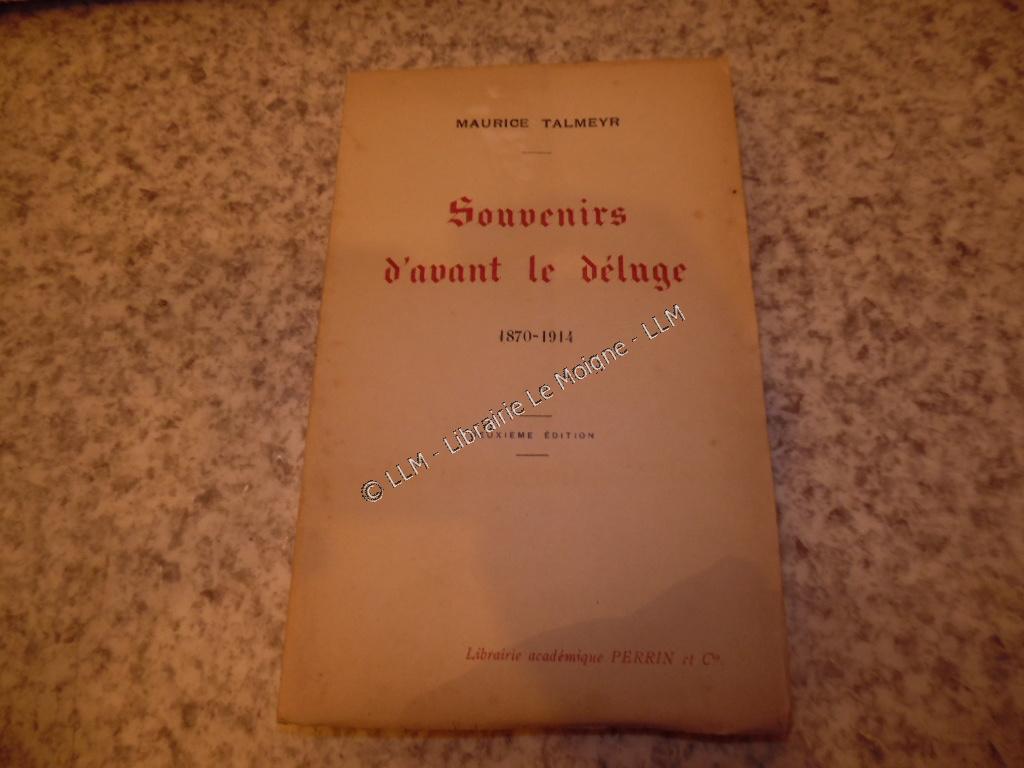 MAURICE TALMEYR
Souvenirs
d'avant le déluge
1870-1914
© LLM - Librairie Le Moigne - LLM
UXIEME ÉDITION
Librairie académique PERRIN et Cie.